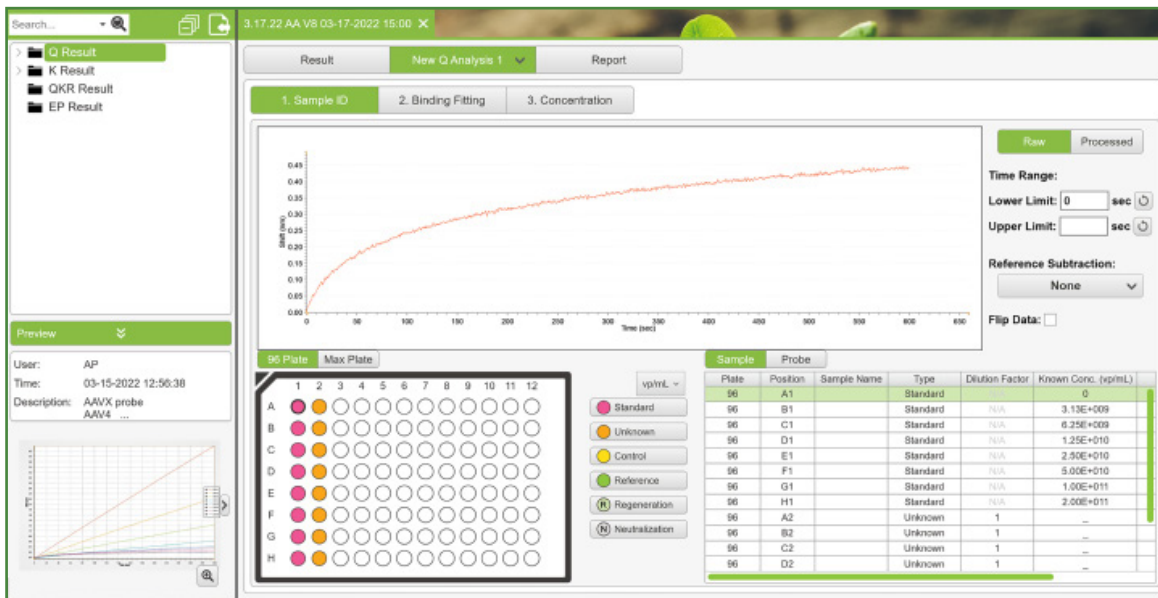 Search...
3.17.22 AA V8 03-17-2022 15:00 ✕
Q Result
K Result
QKR Result
EP Result
Result New Q Analysis 1 Report
1. Sample ID 2. Binding Fitting 3. Concentration
Shift (nm)
0.45
0.40
0.35
0.30
0.25
0.20
0.15
0.10
0.05
0.00
0 50 100 150 200 250 300 350 400 450 500 550 600 650
Time (sec)
Raw Processed
Time Range:
Lower Limit: 0 sec
Upper Limit: sec
Reference Subtraction:
None
Flip Data:
Preview
User: AP
Time: 03-15-2022 12:56:38
Description: AAVX probe
AAV4 ...
96 Plate Max Plate
1 2 3 4 5 6 7 8 9 10 11 12
A
B
C
D
E
F
G
H
vp/mL
Standard
Unknown
Control
Reference
R Regeneration
N Neutralization
Sample Probe
Plate Position Sample Name Type Dilution Factor Known Conc. (vp/mL)
96 A1 Standard 0
96 B1 Standard N/A 3.13E+009
96 C1 Standard N/A 6.25E+009
96 D1 Standard N/A 1.25E+010
96 E1 Standard N/A 2.50E+010
96 F1 Standard N/A 5.00E+010
96 G1 Standard N/A 1.00E+011
96 H1 Standard N/A 2.00E+011
96 A2 Unknown 1 _
96 B2 Unknown 1 _
96 C2 Unknown 1 _
96 D2 Unknown 1 _